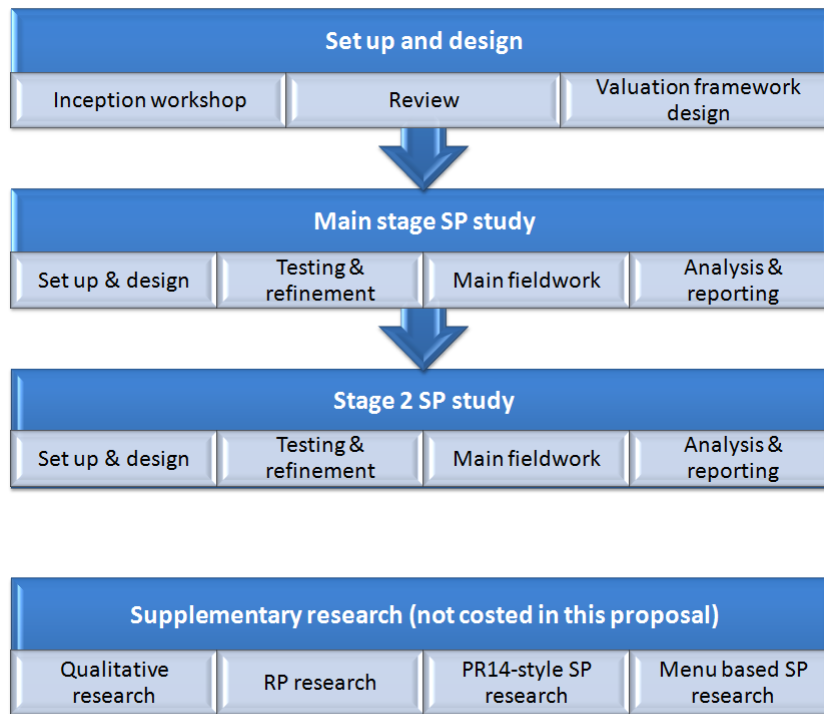 Set up and design
Inception workshop
Review
Valuation framework
design
Main stage SP study
Set up & design
Testing &
refinement
Main fieldwork
Analysis &
reporting
Stage 2 SP study
Set up & design
Testing &
refinement
Main fieldwork
Analysis &
reporting
Supplementary research (not costed in this proposal)
Qualitative
research
RP research
PR14-style SP
research
Menu based SP
research